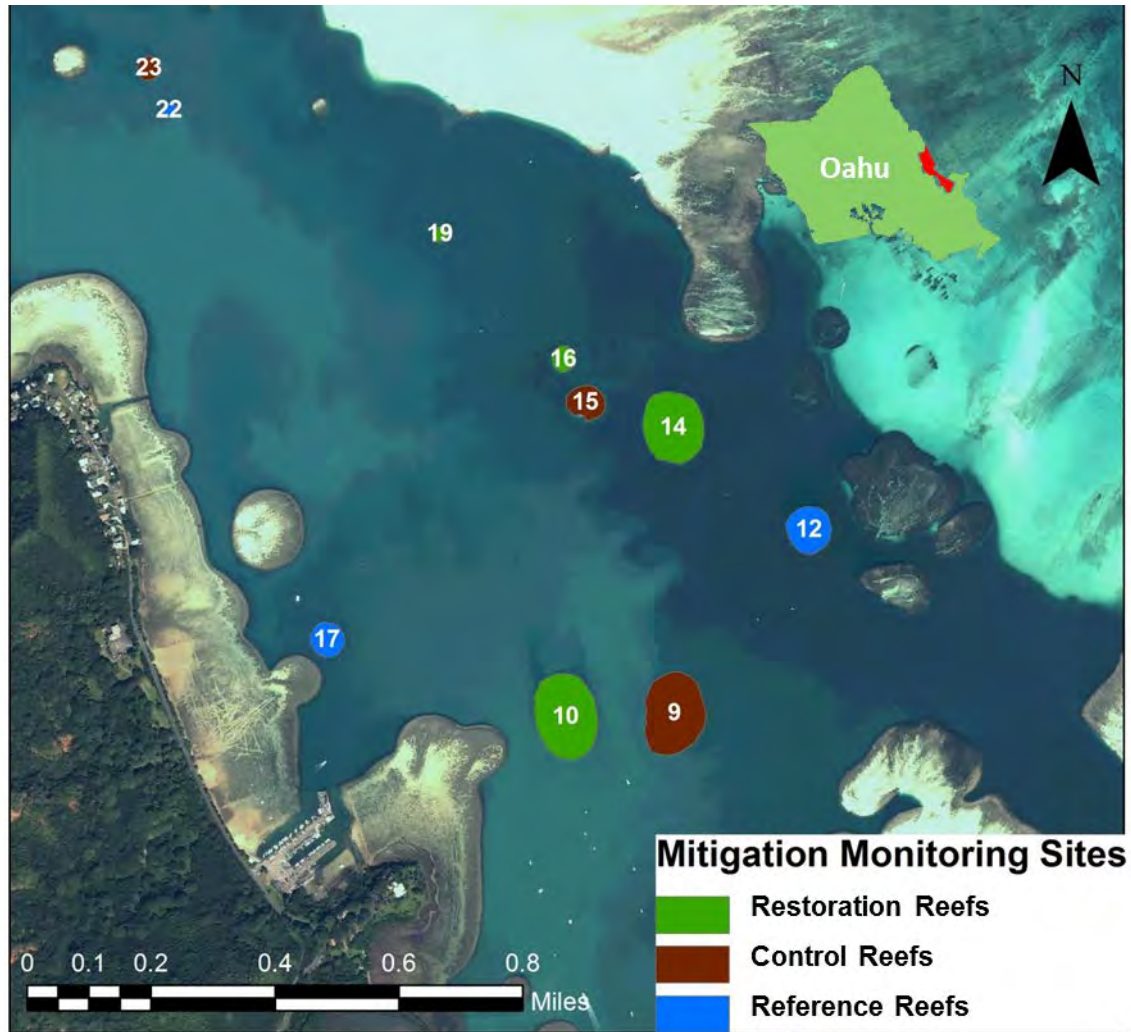 23
22
N
Oahu
19
16
15
14
12
17
10
9
Mitigation Monitoring Sites
Restoration Reefs
Control Reefs
Reference Reefs
0 0.1 0.2 0.4 0.6 0.8
Miles